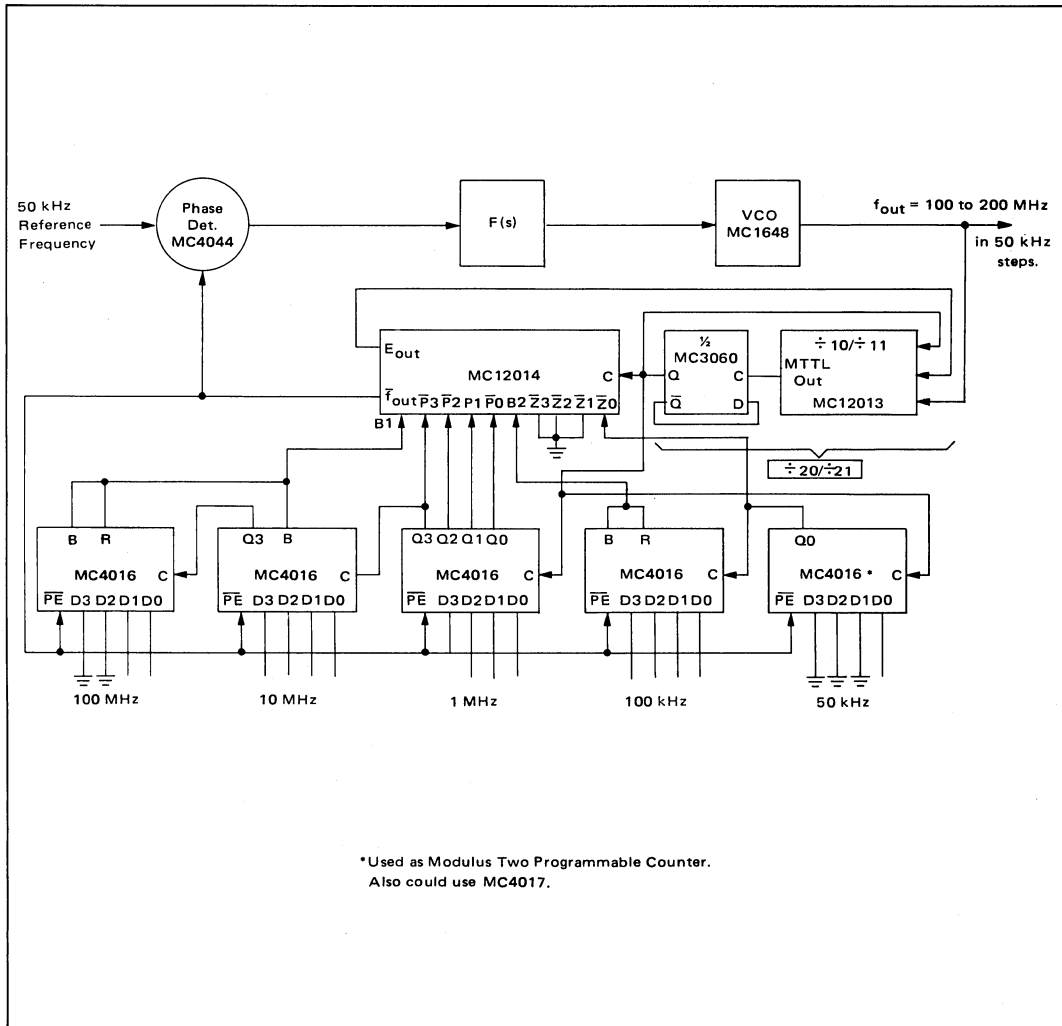 50 kHz
Reference
Frequency
Phase
Det.
MC4044
F(s)
VCO
MC1648
f_out = 100 to 200 MHz
in 50 kHz
steps.
E_out
MC12014
C
f̅_out P̅3 P̅2 P1 P̅0 B2 Z̅3 Z̅2 Z̅1 Z̅0
B1
½
MC3060
Q C
Q̅ D
÷ 10/÷ 11
MTTL
Out
MC12013
÷ 20/÷21
B R
MC4016 C
P̅E̅ D3 D2 D1 D0
100 MHz
Q3 B
MC4016 C
P̅E̅ D3 D2 D1 D0
10 MHz
Q3 Q2 Q1 Q0
MC4016 C
P̅E̅ D3 D2 D1 D0
1 MHz
B R
MC4016 C
P̅E̅ D3 D2 D1 D0
100 kHz
Q0
MC4016 * C
P̅E̅ D3 D2 D1 D0
50 kHz
*Used as Modulus Two Programmable Counter.
Also could use MC4017.